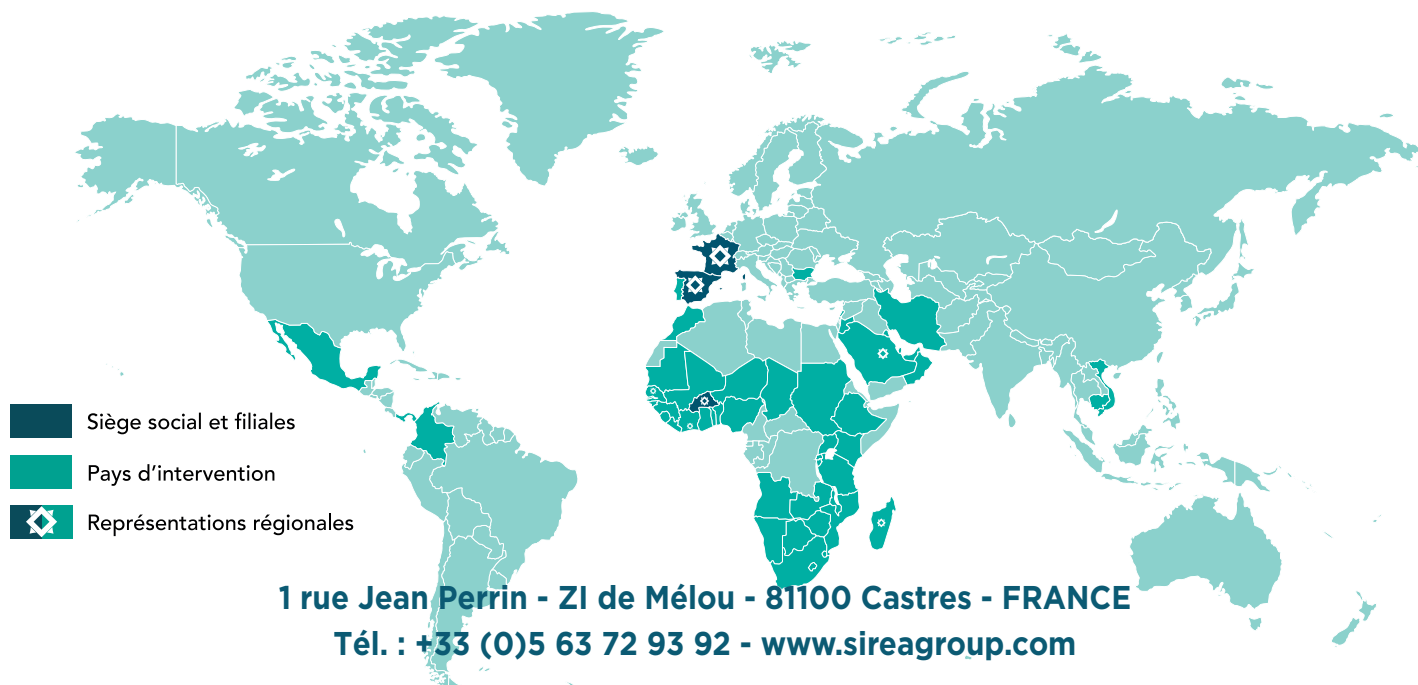 Siège social et filiales
Pays d'intervention
Représentations régionales
1 rue Jean Perrin - ZI de Mélou - 81100 Castres - FRANCE
Tél. : +33 (0)5 63 72 93 92 - www.sireagroup.com